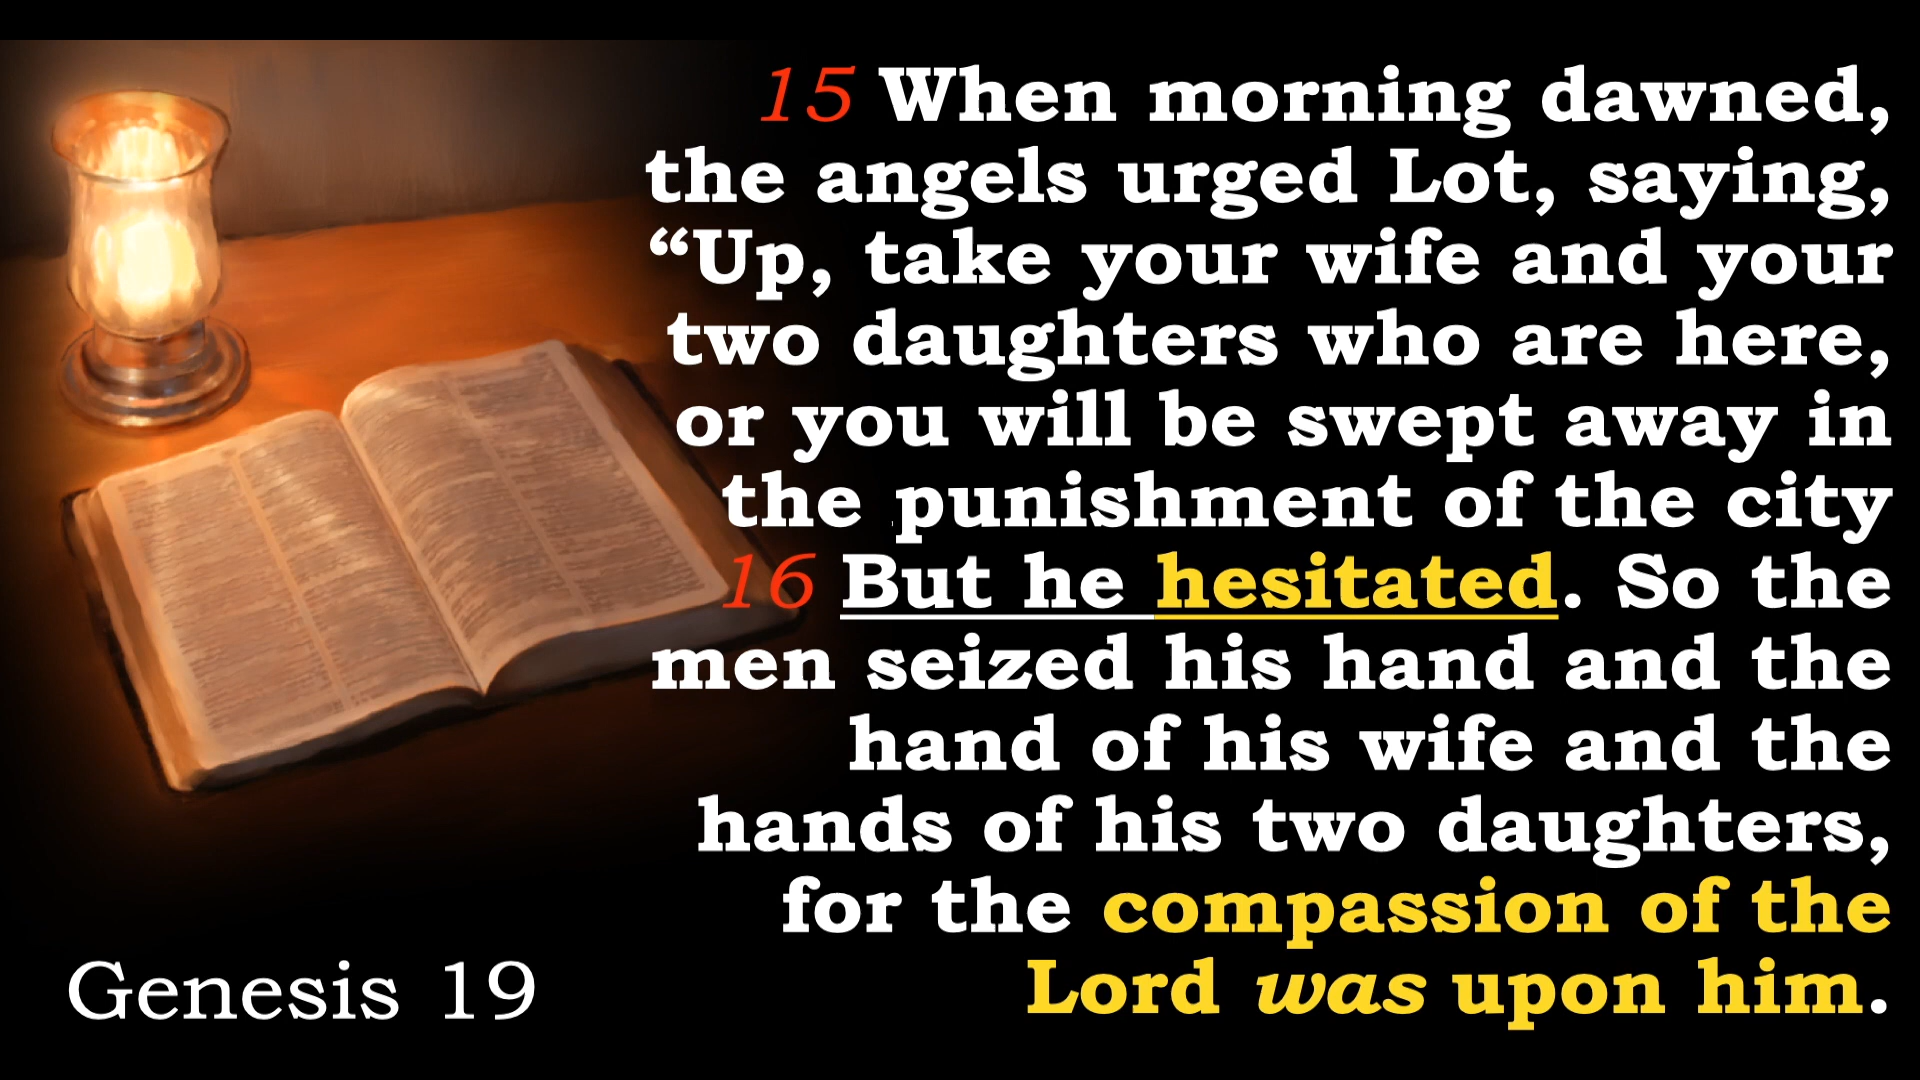 15 When morning dawned,
the angels urged Lot, saying,
“Up, take your wife and your
two daughters who are here,
or you will be swept away in
the punishment of the city
16 But he hesitated. So the
men seized his hand and the
hand of his wife and the
hands of his two daughters,
for the compassion of the
Lord was upon him.
Genesis 19